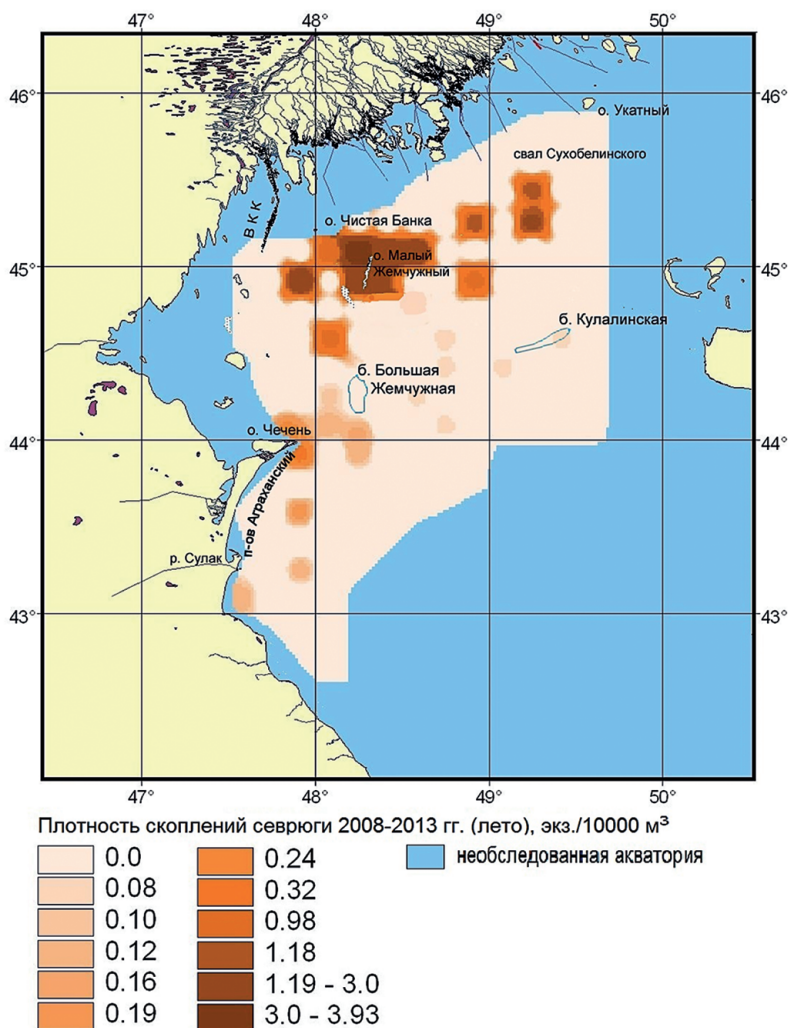 47° 48° 49° 50°
46° 46°
о. Укатный
свал Сухобелинского
ВКК
о. Чистая Банка
о. Малый
Жемчужный
45° 45°
б. Кулалинская
б. Большая
Жемчужная
о. Чечень
44° 44°
п-ов Аграханский
р. Сулак
43° 43°
47° 48° 49° 50°
Плотность скоплений севрюги 2008-2013 гг. (лето), экз./10000 м³
0.0 0.24 необследованная акватория
0.08 0.32
0.10 0.98
0.12 1.18
0.16 1.19 - 3.0
0.19 3.0 - 3.93